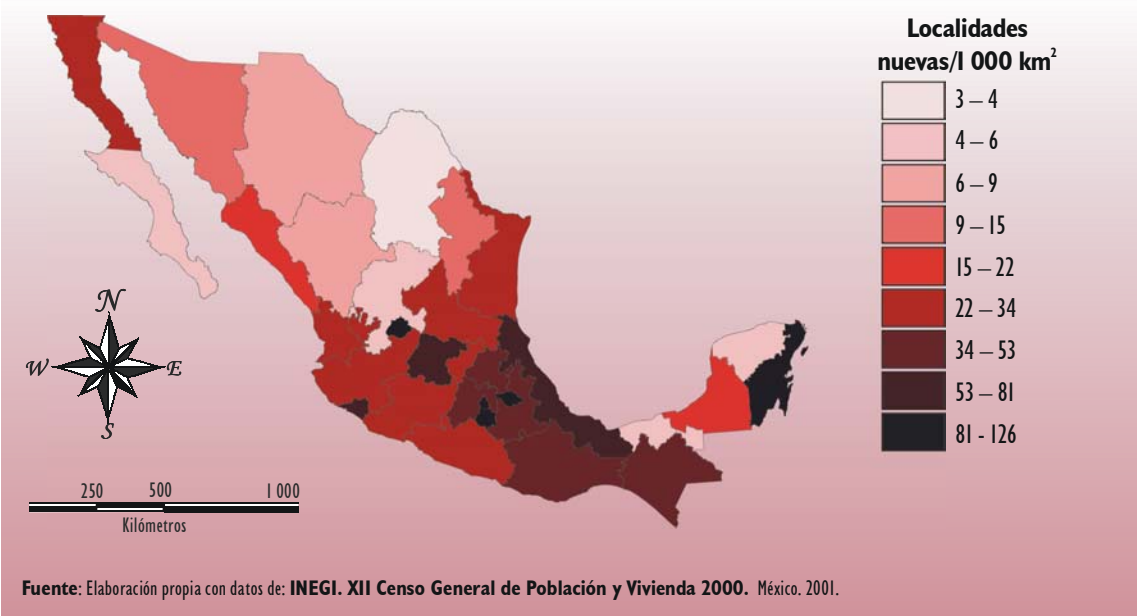 Localidades
nuevas/1 000 km²
3 – 4
4 – 6
6 – 9
9 – 15
15 – 22
22 – 34
34 – 53
53 – 81
81 - 126
N
W
E
S
250 500 1 000
Kilómetros
Fuente: Elaboración propia con datos de: INEGI. XII Censo General de Población y Vivienda 2000. México. 2001.